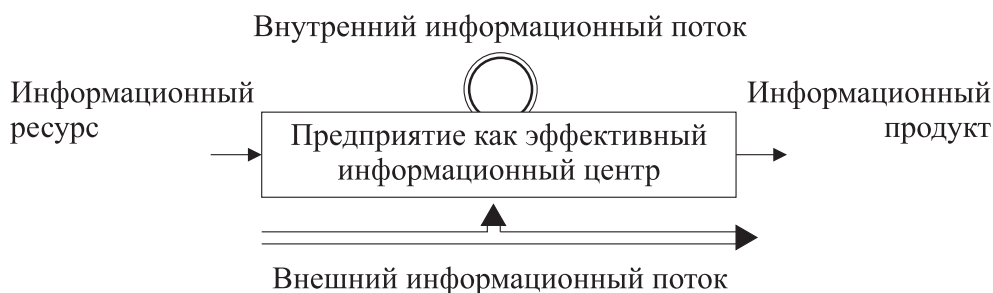 Внутренний информационный поток
Информационный
ресурс
Предприятие как эффективный
информационный центр
Информационный
продукт
Внешний информационный поток